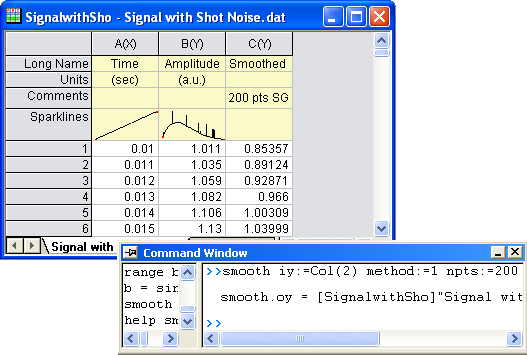 SignalwithSho - Signal with Shot Noise.dat
A(X) B(Y) C(Y)
Long Name Time Amplitude Smoothed
Units (sec) (a.u.)
Comments 200 pts SG
Sparklines
1 0.01 1.011 0.85357
2 0.011 1.035 0.89124
3 0.012 1.059 0.92871
4 0.013 1.082 0.966
5 0.014 1.106 1.00309
6 0.015 1.13 1.03999
Signal with
Command Window
range b
b = sin
smooth
help sm
>>smooth iy:=Col(2) method:=1 npts:=200
smooth.oy = [SignalwithSho]"Signal wit
>>